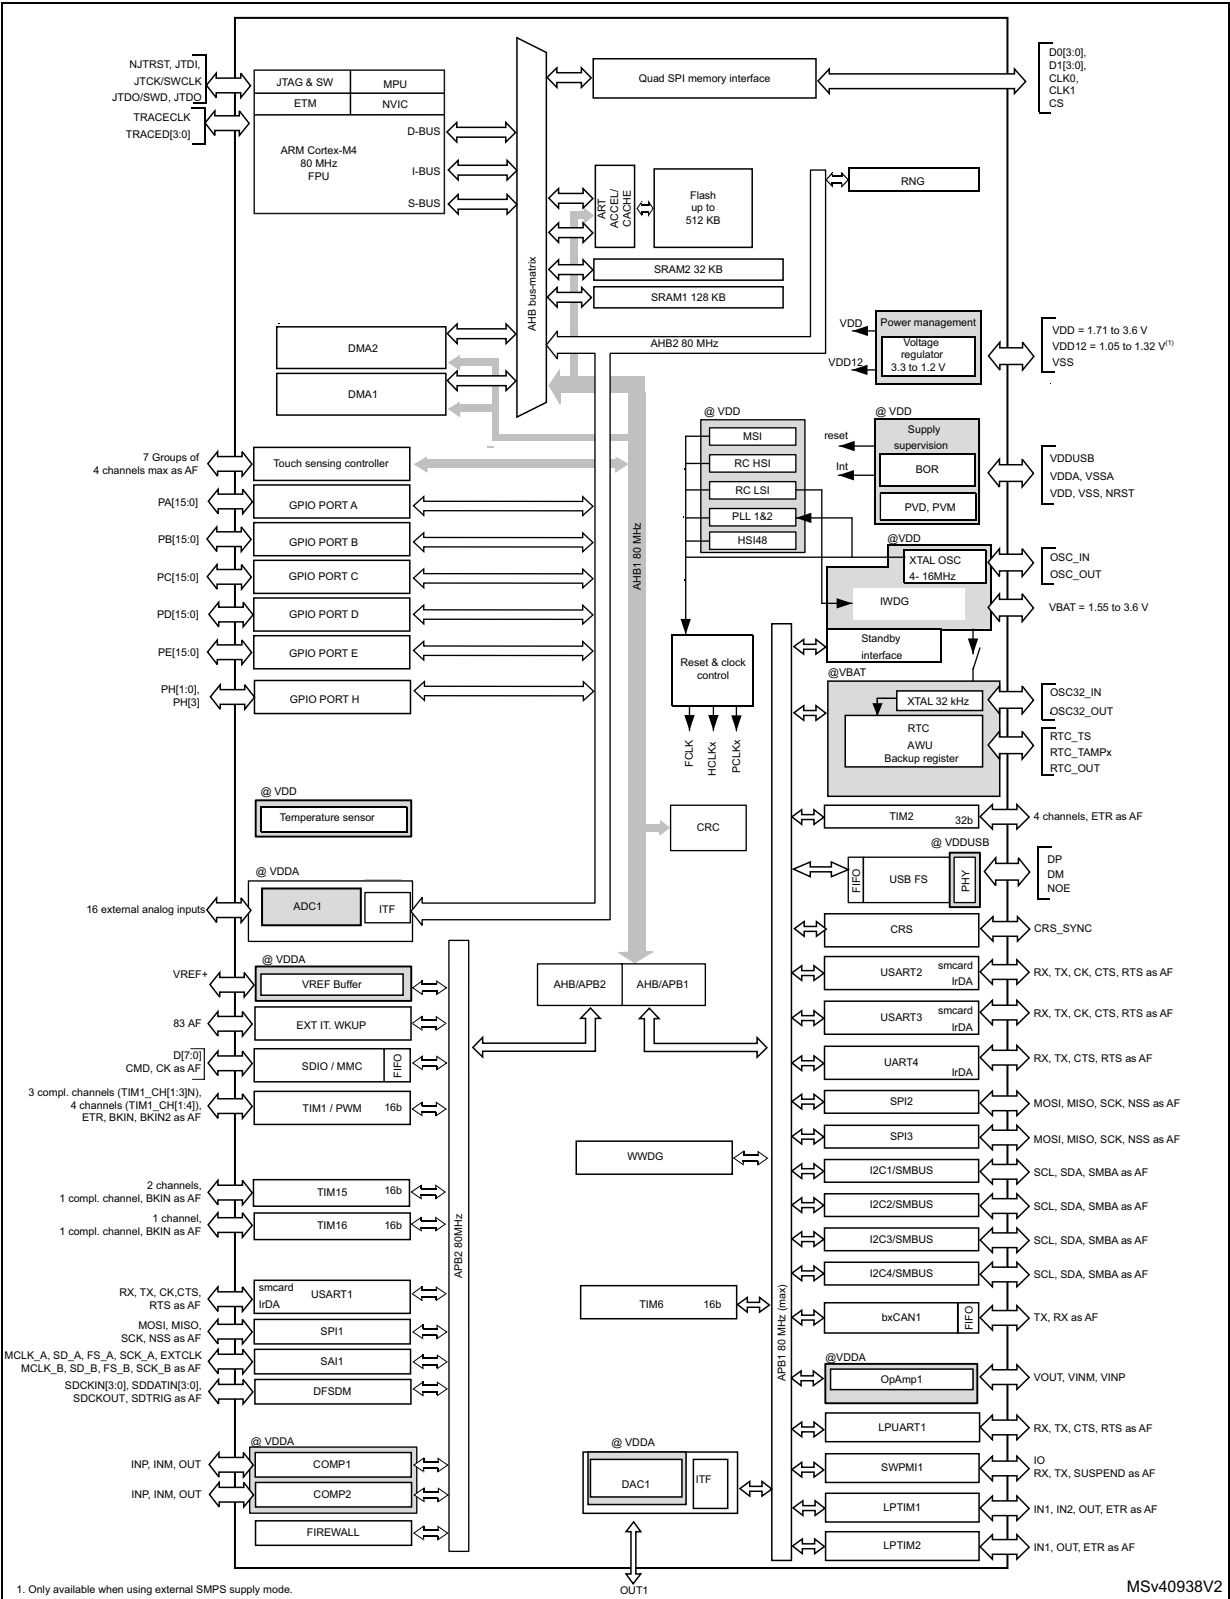 NJTRST, JTDI,
JTCK/SWCLK
JTDO/SWD, JTDO
TRACECLK
TRACED[3:0]
JTAG & SW
MPU
ETM
NVIC
ARM Cortex-M4
80 MHz
FPU
D-BUS
I-BUS
S-BUS
AHB bus-matrix
Quad SPI memory interface
D0[3:0],
D1[3:0],
CLK0,
CLK1
CS
ART
ACCEL/
CACHE
Flash
up to
512 KB
RNG
SRAM2 32 KB
SRAM1 128 KB
AHB2 80 MHz
DMA2
DMA1
VDD
VDD12
Power management
Voltage
regulator
3.3 to 1.2 V
VDD = 1.71 to 3.6 V
VDD12 = 1.05 to 1.32 V(1)
VSS
@ VDD
MSI
RC HSI
RC LSI
PLL 1&2
HSI48
@ VDD
reset
Int
Supply
supervision
BOR
PVD, PVM
VDDUSB
VDDA, VSSA
VDD, VSS, NRST
7 Groups of
4 channels max as AF
Touch sensing controller
PA[15:0]
GPIO PORT A
PB[15:0]
GPIO PORT B
PC[15:0]
GPIO PORT C
PD[15:0]
GPIO PORT D
PE[15:0]
GPIO PORT E
PH[1:0],
PH[3]
GPIO PORT H
AHB1 80 MHz
@VDD
XTAL OSC
4- 16MHz
IWDG
OSC_IN
OSC_OUT
VBAT = 1.55 to 3.6 V
Standby
interface
Reset & clock
control
FCLK
HCLKx
PCLKx
@VBAT
XTAL 32 kHz
RTC
AWU
Backup register
OSC32_IN
OSC32_OUT
RTC_TS
RTC_TAMPx
RTC_OUT
@ VDD
Temperature sensor
CRC
TIM2
32b
4 channels, ETR as AF
@ VDDUSB
FIFO
USB FS
PHY
DP
DM
NOE
@ VDDA
16 external analog inputs
ADC1
ITF
CRS
CRS_SYNC
@ VDDA
VREF+
VREF Buffer
AHB/APB2
AHB/APB1
USART2
smcard
IrDA
RX, TX, CK, CTS, RTS as AF
83 AF
EXT IT. WKUP
USART3
smcard
IrDA
RX, TX, CK, CTS, RTS as AF
D[7:0]
CMD, CK as AF
SDIO / MMC
FIFO
UART4
IrDA
RX, TX, CTS, RTS as AF
3 compl. channels (TIM1_CH[1:3]N),
4 channels (TIM1_CH[1:4]),
ETR, BKIN, BKIN2 as AF
TIM1 / PWM
16b
SPI2
MOSI, MISO, SCK, NSS as AF
SPI3
MOSI, MISO, SCK, NSS as AF
WWDG
I2C1/SMBUS
SCL, SDA, SMBA as AF
2 channels,
1 compl. channel, BKIN as AF
TIM15
16b
I2C2/SMBUS
SCL, SDA, SMBA as AF
1 channel,
1 compl. channel, BKIN as AF
TIM16
16b
I2C3/SMBUS
SCL, SDA, SMBA as AF
APB2 80MHz
I2C4/SMBUS
SCL, SDA, SMBA as AF
RX, TX, CK,CTS,
RTS as AF
smcard
IrDA
USART1
TIM6
16b
APB1 80 MHz (max)
bxCAN1
FIFO
TX, RX as AF
MOSI, MISO,
SCK, NSS as AF
SPI1
MCLK_A, SD_A, FS_A, SCK_A, EXTCLK
MCLK_B, SD_B, FS_B, SCK_B as AF
SAI1
@VDDA
OpAmp1
VOUT, VINM, VINP
SDCKIN[3:0], SDDATIN[3:0],
SDCKOUT, SDTRIG as AF
DFSDM
LPUART1
RX, TX, CTS, RTS as AF
@ VDDA
INP, INM, OUT
COMP1
INP, INM, OUT
COMP2
FIREWALL
@ VDDA
DAC1
ITF
OUT1
SWPMI1
IO
RX, TX, SUSPEND as AF
LPTIM1
IN1, IN2, OUT, ETR as AF
LPTIM2
IN1, OUT, ETR as AF
1. Only available when using external SMPS supply mode.
MSv40938V2